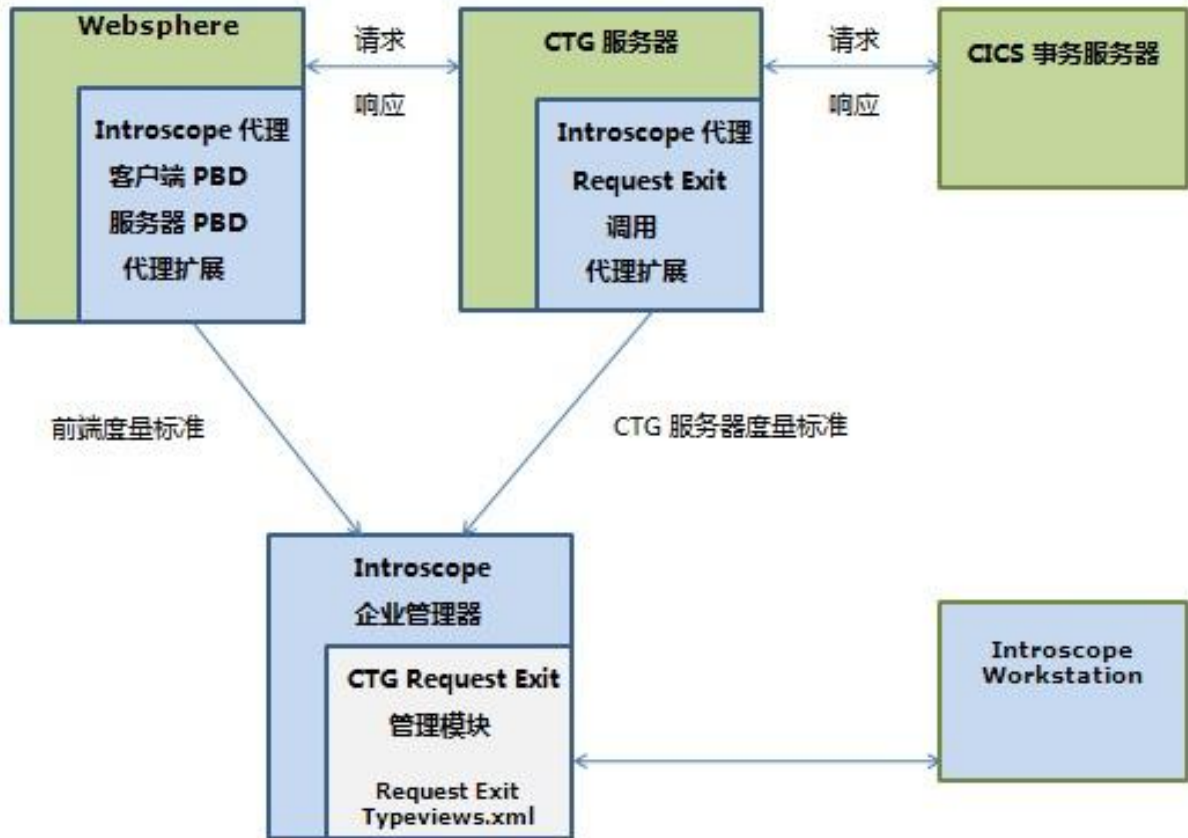 Websphere
Introscope 代理
客户端 PBD
服务器 PBD
代理扩展
请求
响应
CTG 服务器
Introscope 代理
Request Exit
调用
代理扩展
请求
响应
CICS 事务服务器
前端度量标准
CTG 服务器度量标准
Introscope
企业管理器
CTG Request Exit
管理模块
Request Exit
Typeviews.xml
Introscope
Workstation